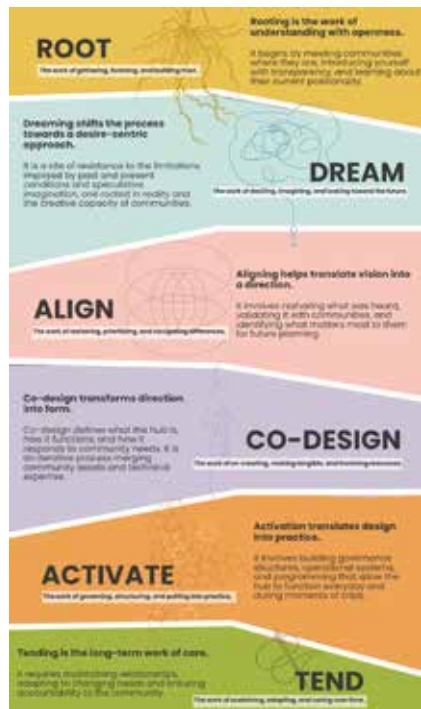 ROOT
The work of gathering, forming, and building trust.
Rooting is the work of
understanding with openness.
It begins by meeting communities
where they are, introducing yourself
with transparency, and learning about
their current positionality.
Dreaming shifts the process
towards a desire-centric
approach.
It is a site of resistance to the limitations
imposed by past and present
conditions and speculative
imagination, one rooted in reality and
the creative capacity of communities.
DREAM
The work of desiring, imagining, and looking toward the future.
ALIGN
The work of restoring, prioritizing, and navigating differences.
Aligning helps translate vision into
a direction.
It involves restating what was heard,
validating it with communities, and
identifying what matters most to them
for future planning.
Co-design transforms direction
into form.
Co-design defines what the hub is,
how it functions, and how it
responds to community needs. It is
an iterative process merging
community assets and technical
expertise.
CO-DESIGN
The work of co-creating, making tangible, and involving resources.
ACTIVATE
The work of governing, structuring, and putting into practice.
Activation translates design
into practice.
It involves building governance
structures, operational systems,
and programming that allow the
hub to function everyday and
during moments of crisis.
Tending is the long-term work of care.
It requires maintaining relationships,
adapting to changing needs and ensuring
accountability to the community.
TEND
The work of sustaining, adapting, and caring over time.